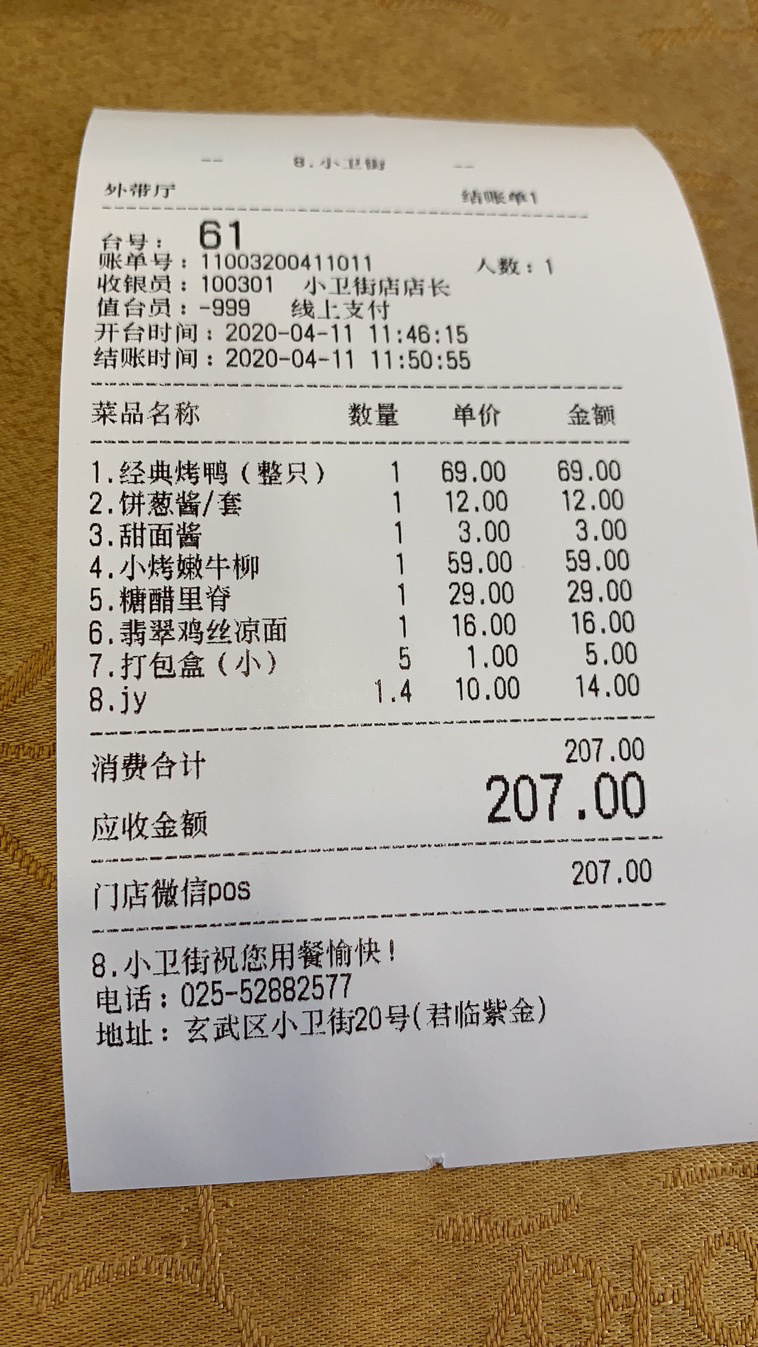 -- 8.小卫街 --
外带厅 结账单1
台号： 61
账单号：11003200411011 人数：1
收银员：100301 小卫街店店长
值台员：-999 线上支付
开台时间：2020-04-11 11:46:15
结账时间：2020-04-11 11:50:55
菜品名称 数量 单价 金额
1.经典烤鸭（整只） 1 69.00 69.00
2.饼葱酱/套 1 12.00 12.00
3.甜面酱 1 3.00 3.00
4.小烤嫩牛柳 1 59.00 59.00
5.糖醋里脊 1 29.00 29.00
6.翡翠鸡丝凉面 1 16.00 16.00
7.打包盒（小） 5 1.00 5.00
8.jy 1.4 10.00 14.00
消费合计 207.00
应收金额 207.00
门店微信pos 207.00
8.小卫街祝您用餐愉快！
电话：025-52882577
地址：玄武区小卫街20号(君临紫金)